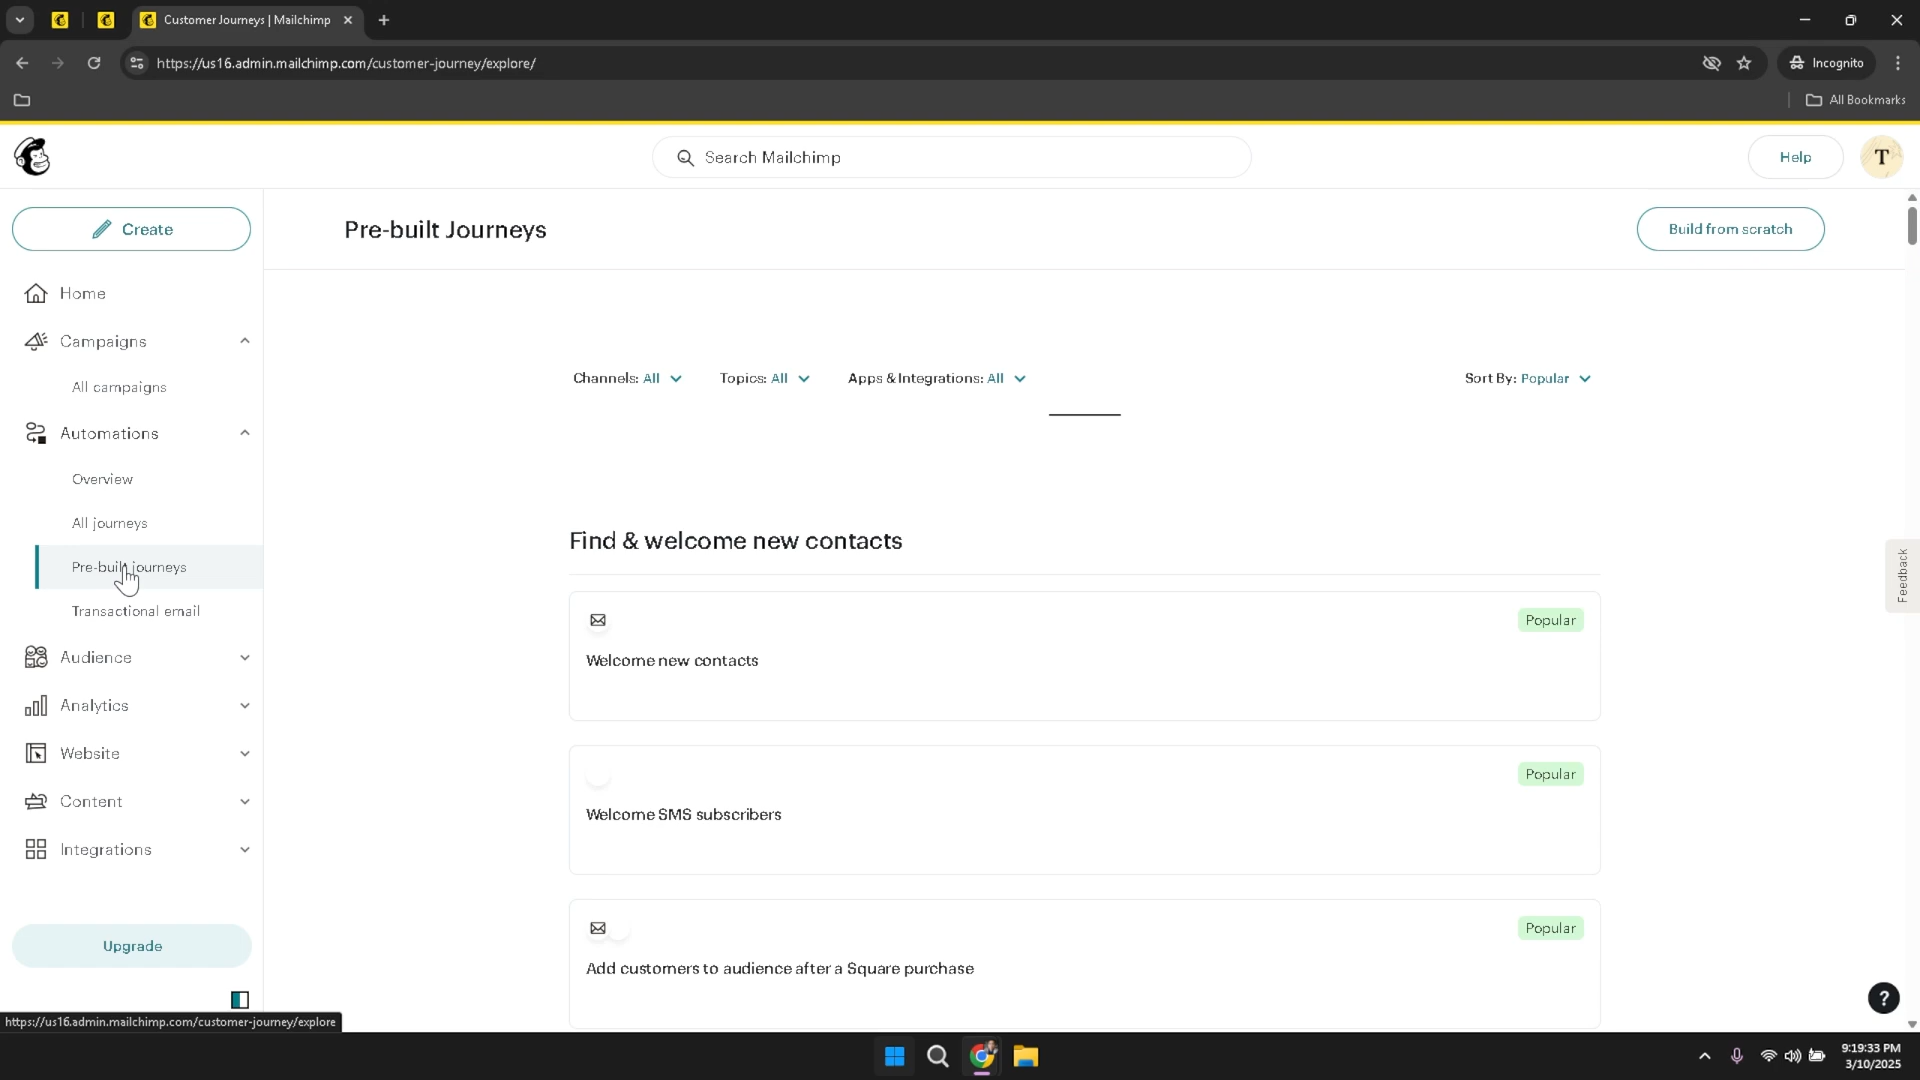 Customer Journeys | Mailchimp
https://us16.admin.mailchimp.com/customer-journey/explore/
Incognito
All Bookmarks
Search Mailchimp
Help
T
Create
Pre-built Journeys
Build from scratch
Home
Campaigns
All campaigns
Automations
Overview
All journeys
Pre-built journeys
Transactional email
Audience
Analytics
Website
Content
Integrations
Upgrade
Channels: All
Topics: All
Apps & Integrations: All
Sort By: Popular
Find & welcome new contacts
Popular
Welcome new contacts
Popular
Welcome SMS subscribers
Popular
Add customers to audience after a Square purchase
Feedback
?
https://us16.admin.mailchimp.com/customer-journey/explore
9:19:33 PM
3/10/2025